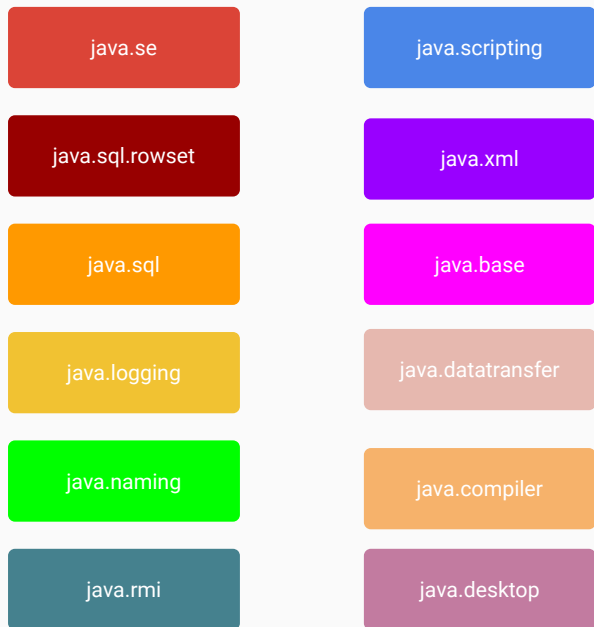 java.se
java.scripting
java.sql.rowset
java.xml
java.sql
java.base
java.logging
java.datatransfer
java.naming
java.compiler
java.rmi
java.desktop